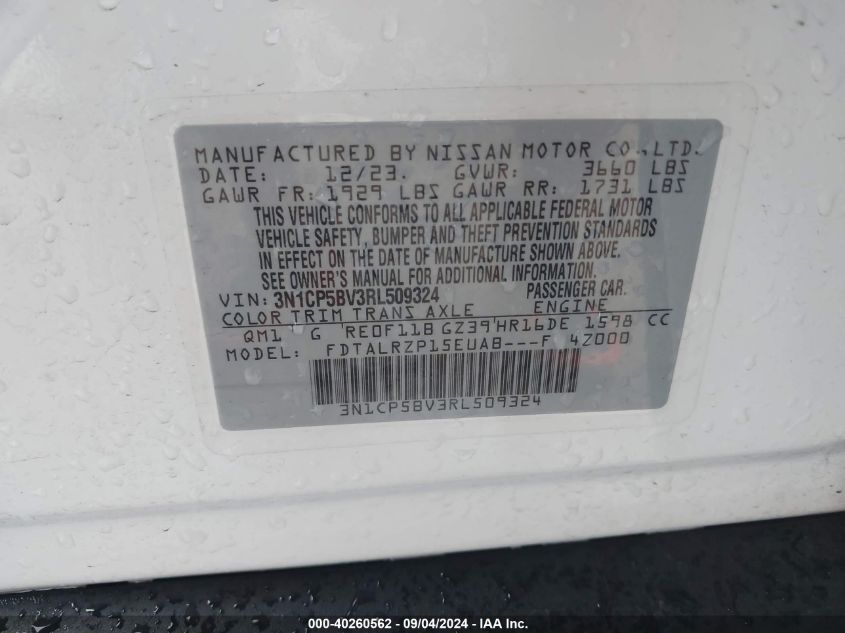 MANUFACTURED BY NISSAN MOTOR CO., LTD.
DATE: 12/23. GVWR: 3660 LBS
GAWR FR: 1929 LBS GAWR RR: 1731 LBS
THIS VEHICLE CONFORMS TO ALL APPLICABLE FEDERAL MOTOR
VEHICLE SAFETY, BUMPER AND THEFT PREVENTION STANDARDS
IN EFFECT ON THE DATE OF MANUFACTURE SHOWN ABOVE.
SEE OWNER'S MANUAL FOR ADDITIONAL INFORMATION.
VIN: 3N1CP5BV3RL509324 PASSENGER CAR.
COLOR TRIM TRANS AXLE ENGINE
QM1 G RE0F11B GZ39 HR16DE 1598 CC
MODEL: FDTALRZP15EUAB---F 4Z000
3N1CP5BV3RL509324
000-40260562 - 09/04/2024 - IAA Inc.